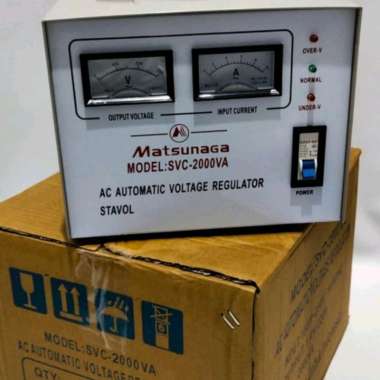 OVER-V
NORMAL
UNDER-V
V
A
OUTPUT VOLTAGE
INPUT CURRENT
Matsunaga
MODEL:SVC-2000VA
AC AUTOMATIC VOLTAGE REGULATOR
STAVOL
POWER
MODEL:SVC-2000VA
AC AUTOMATIC VOLTAGE
QTY